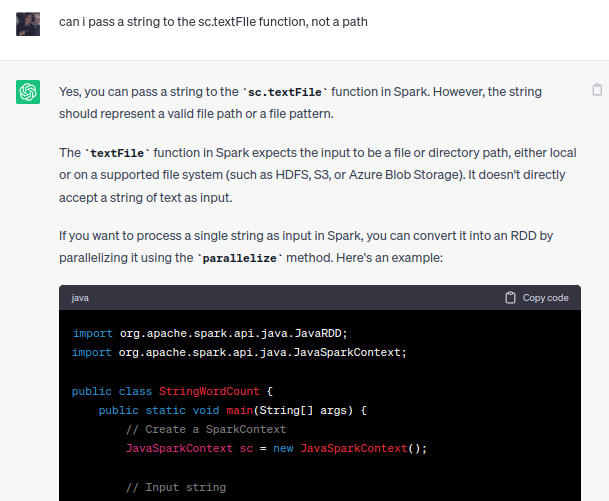 can i pass a string to the sc.textFIle function, not a path
Yes, you can pass a string to the `sc.textFile` function in Spark. However, the string
should represent a valid file path or a file pattern.
The `textFile` function in Spark expects the input to be a file or directory path, either local
or on a supported file system (such as HDFS, S3, or Azure Blob Storage). It doesn't directly
accept a string of text as input.
If you want to process a single string as input in Spark, you can convert it into an RDD by
parallelizing it using the `parallelize` method. Here's an example:
java
Copy code
import org.apache.spark.api.java.JavaRDD;
import org.apache.spark.api.java.JavaSparkContext;
public class StringWordCount {
    public static void main(String[] args) {
        // Create a SparkContext
        JavaSparkContext sc = new JavaSparkContext();
        // Input string